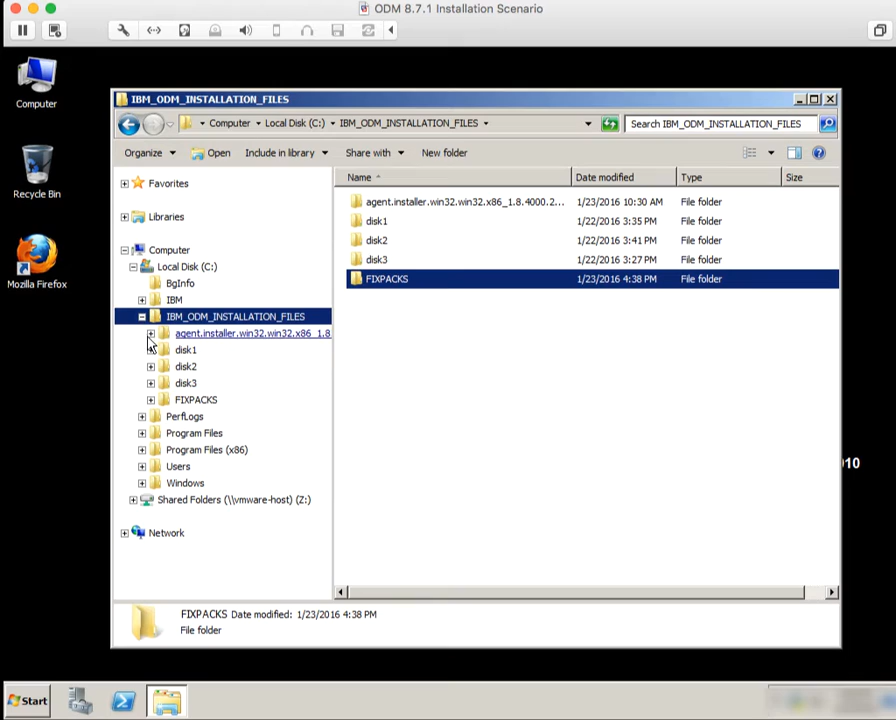 ODM 8.7.1 Installation Scenario
Computer
Recycle Bin
Mozilla Firefox
IBM_ODM_INSTALLATION_FILES
Computer Local Disk (C:) IBM_ODM_INSTALLATION_FILES
Search IBM_ODM_INSTALLATION_FILES
Organize Open Include in library Share with New folder
Favorites
Libraries
Computer
Local Disk (C:)
BgInfo
IBM
IBM_ODM_INSTALLATION_FILES
agent.installer.win32.win32.x86_1.8
disk1
disk2
disk3
FIXPACKS
PerfLogs
Program Files
Program Files (x86)
Users
Windows
Shared Folders (\\vmware-host) (Z:)
Network
Name Date modified Type Size
agent.installer.win32.win32.x86_1.8.4000.2... 1/23/2016 10:30 AM File folder
disk1 1/22/2016 3:35 PM File folder
disk2 1/22/2016 3:41 PM File folder
disk3 1/22/2016 3:27 PM File folder
FIXPACKS 1/23/2016 4:38 PM File folder
010
FIXPACKS Date modified: 1/23/2016 4:38 PM
File folder
Start